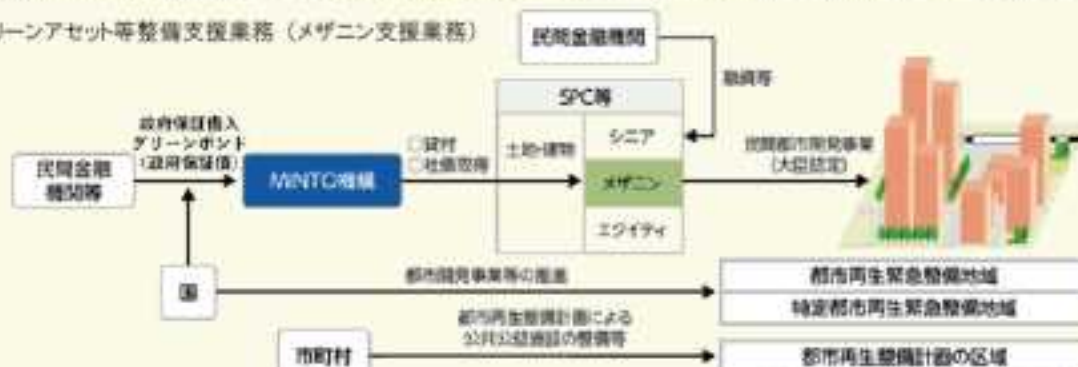 リーンアセット等整備支援業務（メザニン支援業務）
民間金融機関
融資等
SPC等
政府保証借入
グリーンボンド
（政府保証債）
民間金融
機関等
MINTO機構
○貸付
○社債取得
土地・建物
シニア
メザニン
エクイティ
民間都市開発事業
（大臣認定）
国
都市開発事業等の推進
都市再生緊急整備地域
特定都市再生緊急整備地域
都市再生整備計画による
公共公益施設の整備等
市町村
都市再生整備計画の区域